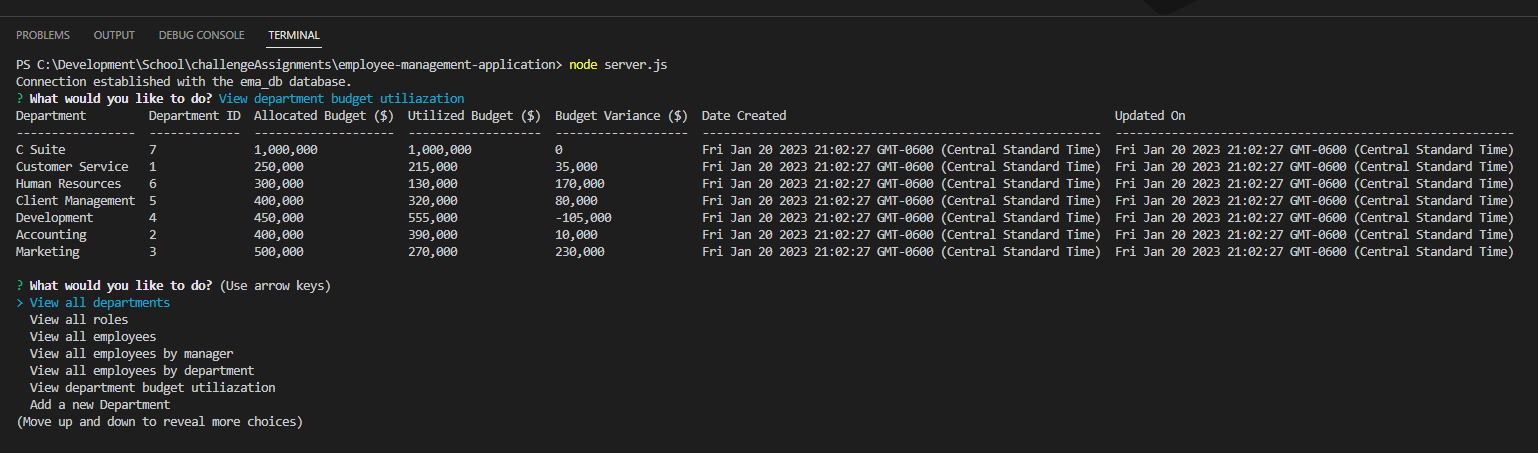 PROBLEMS OUTPUT DEBUG CONSOLE TERMINAL
PS C:\Development\School\challengeAssignments\employee-management-application> node server.js
Connection established with the ema_db database.
? What would you like to do? View department budget utiliazation
Department Department ID Allocated Budget ($) Utilized Budget ($) Budget Variance ($) Date Created Updated On
----------------- ------------- -------------------- ------------------- ------------------- --------------------------------------------------------- ---------------------------------------------------------
C Suite 7 1,000,000 1,000,000 0 Fri Jan 20 2023 21:02:27 GMT-0600 (Central Standard Time) Fri Jan 20 2023 21:02:27 GMT-0600 (Central Standard Time)
Customer Service 1 250,000 215,000 35,000 Fri Jan 20 2023 21:02:27 GMT-0600 (Central Standard Time) Fri Jan 20 2023 21:02:27 GMT-0600 (Central Standard Time)
Human Resources 6 300,000 130,000 170,000 Fri Jan 20 2023 21:02:27 GMT-0600 (Central Standard Time) Fri Jan 20 2023 21:02:27 GMT-0600 (Central Standard Time)
Client Management 5 400,000 320,000 80,000 Fri Jan 20 2023 21:02:27 GMT-0600 (Central Standard Time) Fri Jan 20 2023 21:02:27 GMT-0600 (Central Standard Time)
Development 4 450,000 555,000 -105,000 Fri Jan 20 2023 21:02:27 GMT-0600 (Central Standard Time) Fri Jan 20 2023 21:02:27 GMT-0600 (Central Standard Time)
Accounting 2 400,000 390,000 10,000 Fri Jan 20 2023 21:02:27 GMT-0600 (Central Standard Time) Fri Jan 20 2023 21:02:27 GMT-0600 (Central Standard Time)
Marketing 3 500,000 270,000 230,000 Fri Jan 20 2023 21:02:27 GMT-0600 (Central Standard Time) Fri Jan 20 2023 21:02:27 GMT-0600 (Central Standard Time)
? What would you like to do? (Use arrow keys)
> View all departments
View all roles
View all employees
View all employees by manager
View all employees by department
View department budget utiliazation
Add a new Department
(Move up and down to reveal more choices)